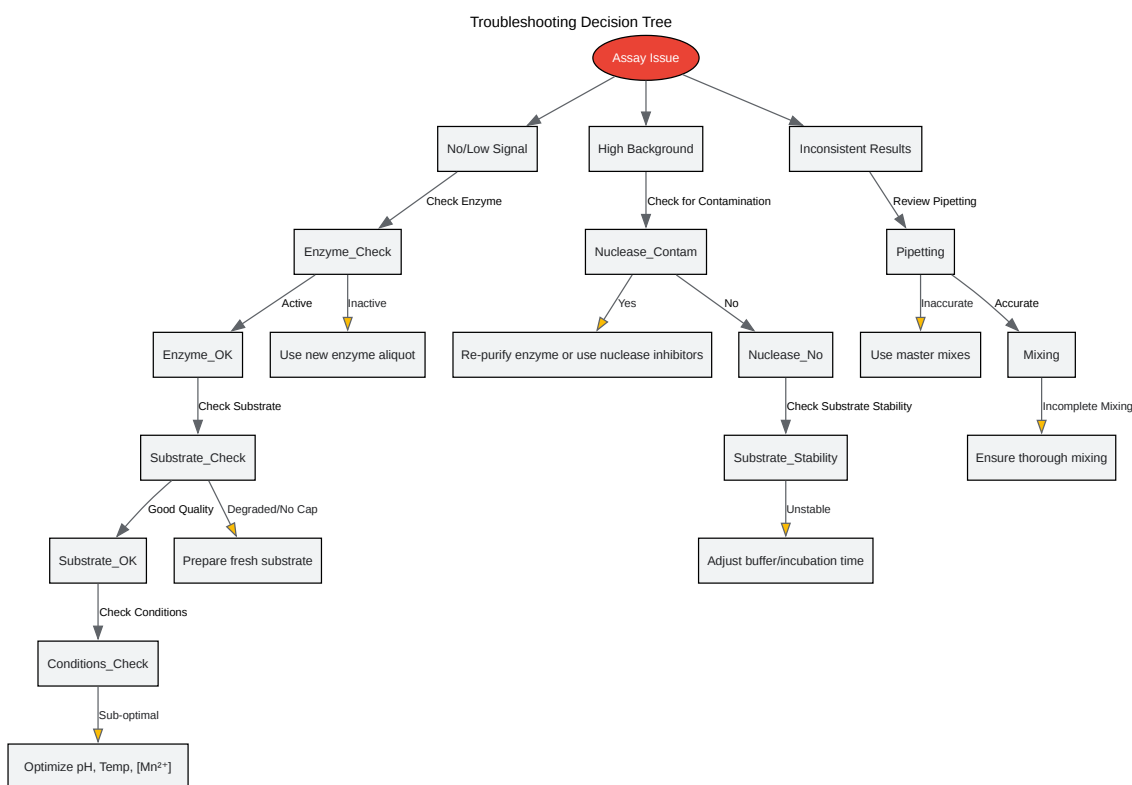 Troubleshooting Decision Tree
Assay Issue
No/Low Signal
High Background
Inconsistent Results
Check Enzyme
Check for Contamination
Review Pipetting
Enzyme_Check
Nuclease_Contam
Pipetting
Active
Inactive
Yes
No
Inaccurate
Accurate
Enzyme_OK
Use new enzyme aliquot
Re-purify enzyme or use nuclease inhibitors
Nuclease_No
Use master mixes
Mixing
Check Substrate
Check Substrate Stability
Incomplete Mixing
Substrate_Check
Substrate_Stability
Ensure thorough mixing
Good Quality
Degraded/No Cap
Unstable
Substrate_OK
Prepare fresh substrate
Adjust buffer/incubation time
Check Conditions
Conditions_Check
Sub-optimal
Optimize pH, Temp, [Mn²⁺]